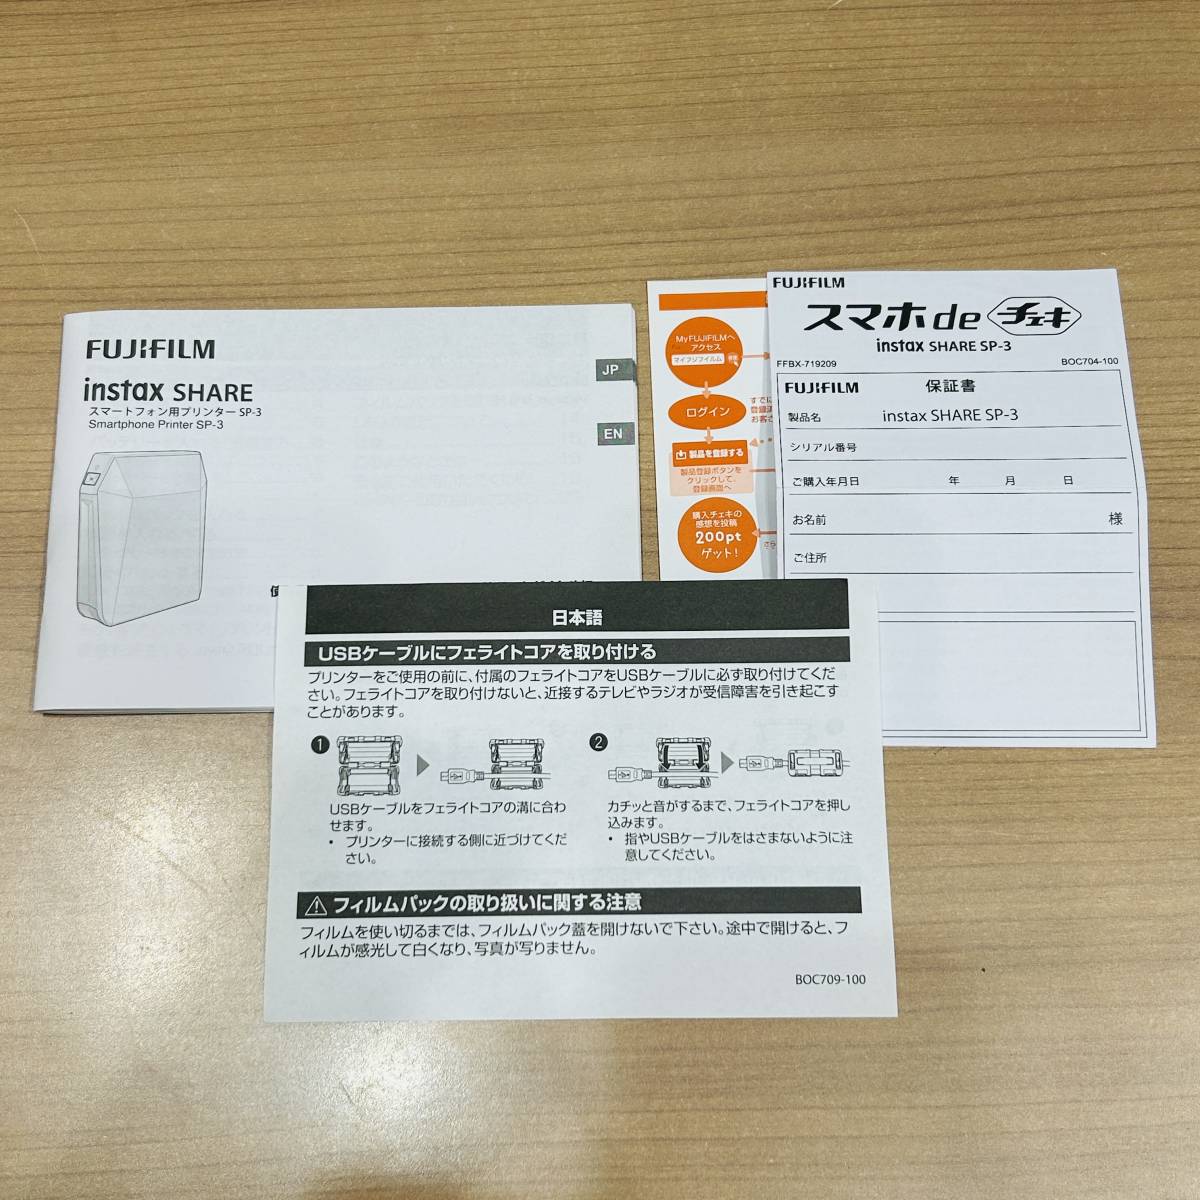 FUJIFILM
instax SHARE
スマートフォン用プリンター SP-3
Smartphone Printer SP-3
JP
EN
My FUJIFILMへ
アクセス
マイフジフイルム
検索
ログイン
製品を登録する
製品登録ボタンを
クリックして、
登録画面へ
購入チェキの
感想を投稿
200pt
ゲット!
すでに
登録済
お客さ
FUJIFILM
スマホ de チェキ
instax SHARE SP-3
FFBX-719209
BOC704-100
FUJIFILM 保証書
製品名 instax SHARE SP-3
シリアル番号
ご購入年月日 年 月 日
お名前 様
ご住所
日本語
USBケーブルにフェライトコアを取り付ける
プリンターをご使用の前に、付属のフェライトコアをUSBケーブルに必ず取り付けてくだ
さい。フェライトコアを取り付けないと、近接するテレビやラジオが受信障害を引き起こす
ことがあります。
1
USBケーブルをフェライトコアの溝に合わ
せます。
• プリンターに接続する側に近づけてくだ
さい。
2
カチッと音がするまで、フェライトコアを押し
込みます。
• 指やUSBケーブルをはさまないように注
意してください。
フィルムパックの取り扱いに関する注意
フィルムを使い切るまでは、フィルムパック蓋を開けないで下さい。途中で開けると、フ
ィルムが感光して白くなり、写真が写りません。
BOC709-100